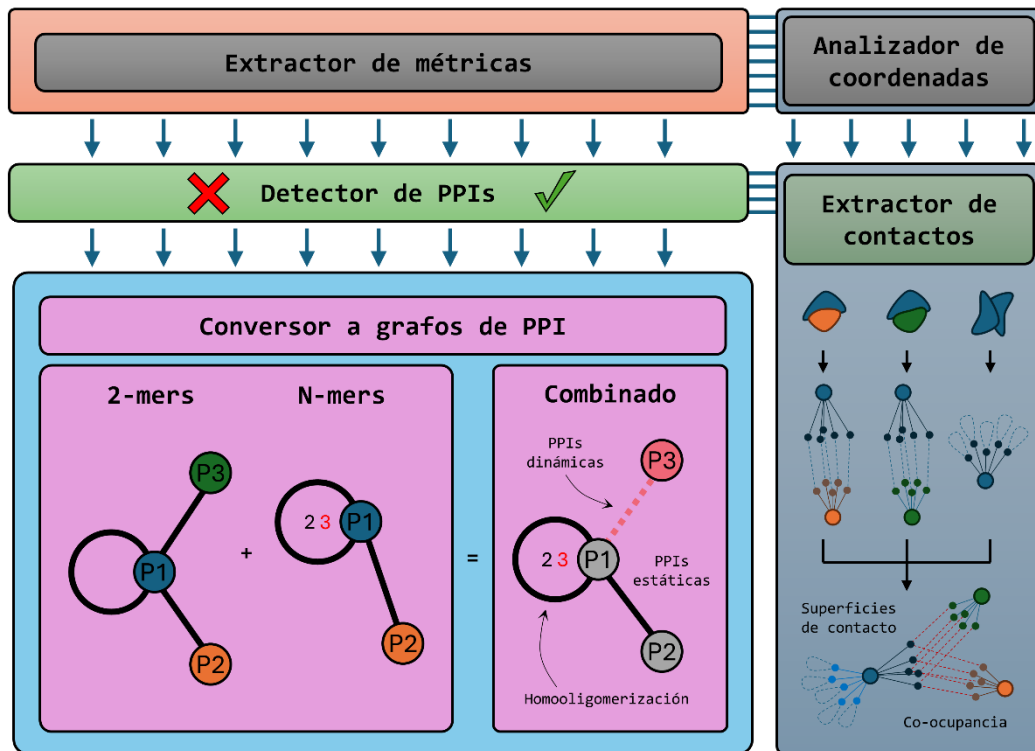 Extractor de métricas
Analizador de
coordenadas
Detector de PPIs
Extractor de
contactos
Conversor a grafos de PPI
2-mers
N-mers
Combinado
PPIs
dinámicas
P3
P3
P1
2 3
P1
+
=
2 3
P1
PPIs
estáticas
P2
P2
P2
Homooligomerización
Superficies
de contacto
Co-ocupancia